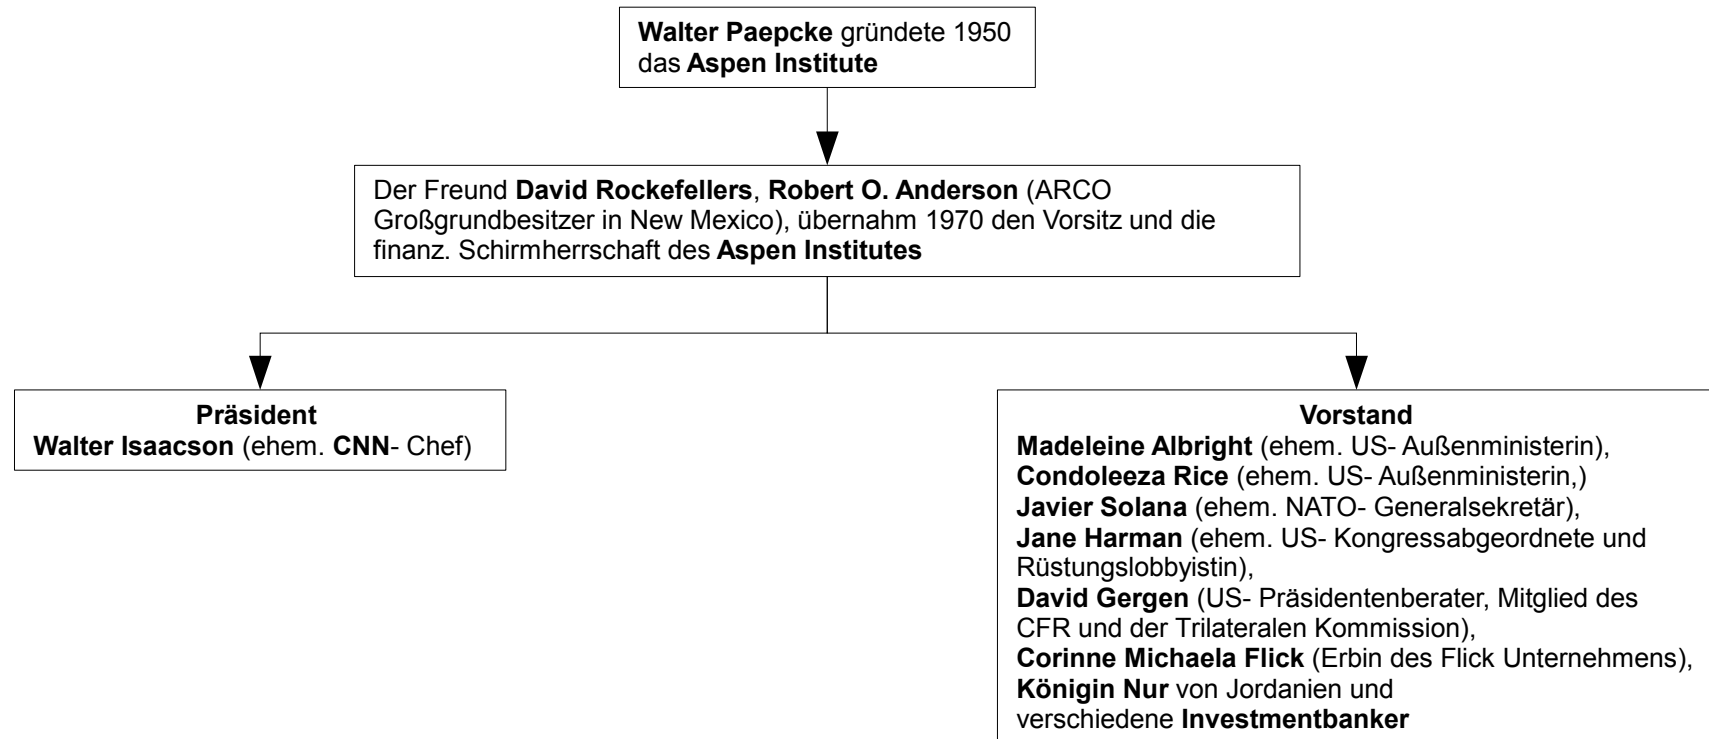 Walter Paepcke gründete 1950
das Aspen Institute
Der Freund David Rockefellers, Robert O. Anderson (ARCO
Großgrundbesitzer in New Mexico), übernahm 1970 den Vorsitz und die
finanz. Schirmherrschaft des Aspen Institutes
Präsident
Walter Isaacson (ehem. CNN- Chef)
Vorstand
Madeleine Albright (ehem. US- Außenministerin),
Condoleeza Rice (ehem. US- Außenministerin,)
Javier Solana (ehem. NATO- Generalsekretär),
Jane Harman (ehem. US- Kongressabgeordnete und
Rüstungslobbyistin),
David Gergen (US- Präsidentenberater, Mitglied des
CFR und der Trilateralen Kommission),
Corinne Michaela Flick (Erbin des Flick Unternehmens),
Königin Nur von Jordanien und
verschiedene Investmentbanker